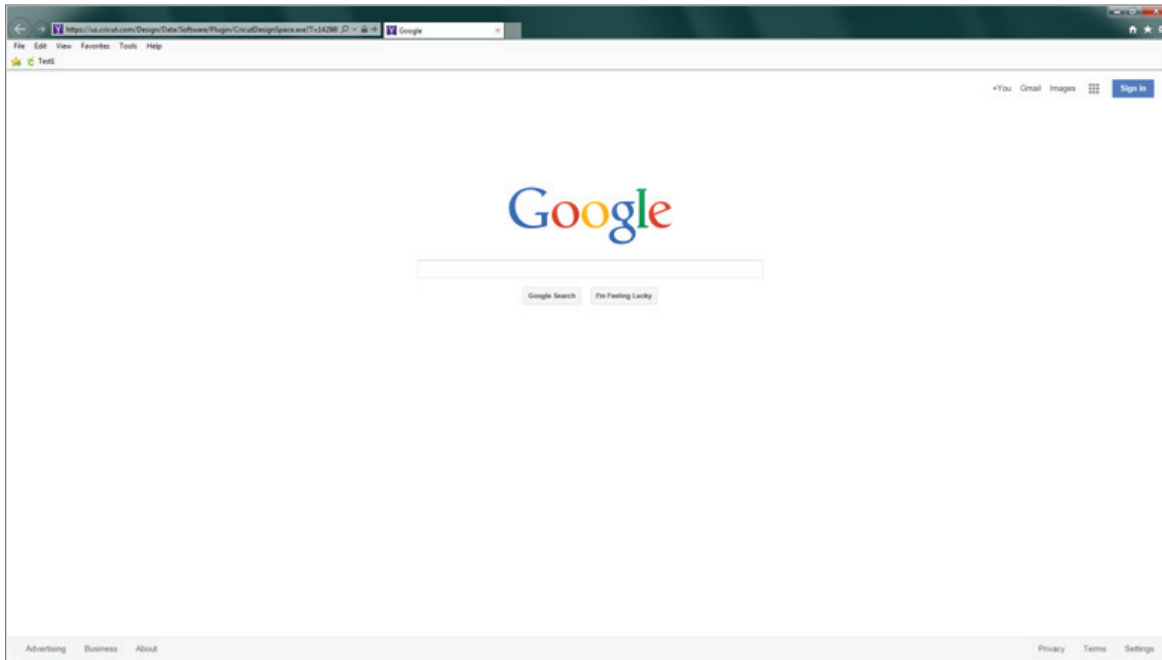 https://us.cricut.com/Design/Data/Software/Plugin/CricutDesignSpace.exe?T=14298 Google
File Edit View Favorites Tools Help
Test1
+You Gmail Images Sign in
Google
Google Search I'm Feeling Lucky
Advertising Business About Privacy Terms Settings